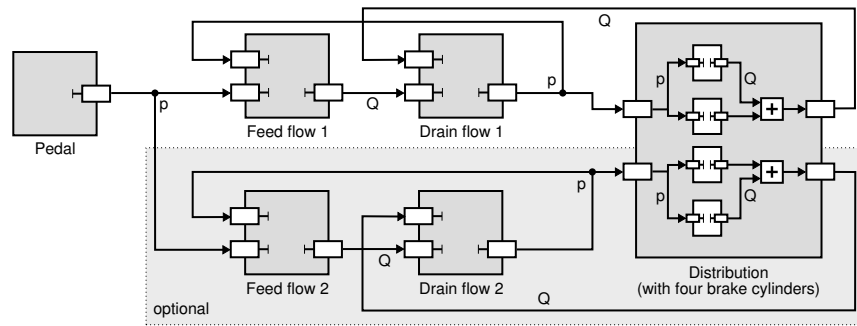 Q
p
Q
p
p
Q
Q
+
Pedal
Feed flow 1
Drain flow 1
p
p
Q
+
Q
Feed flow 2
Drain flow 2
Q
Distribution
(with four brake cylinders)
optional